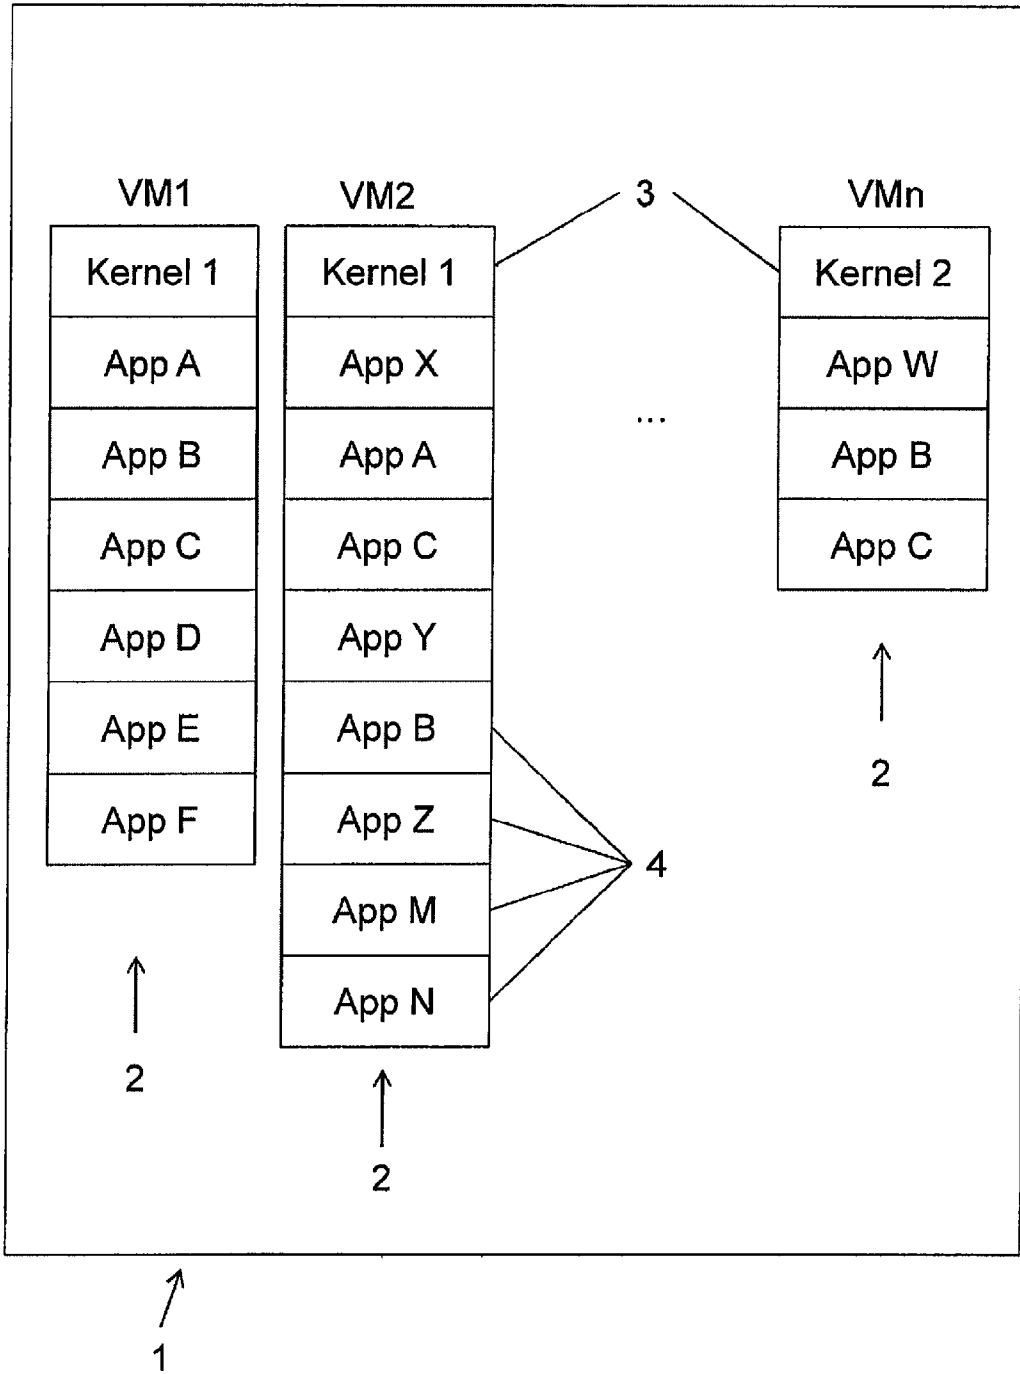 VM1
Kernel 1
App A
App B
App C
App D
App E
App F
2
VM2
Kernel 1
App X
App A
App C
App Y
App B
App Z
App M
App N
2
3
...
4
VMn
Kernel 2
App W
App B
App C
2
1